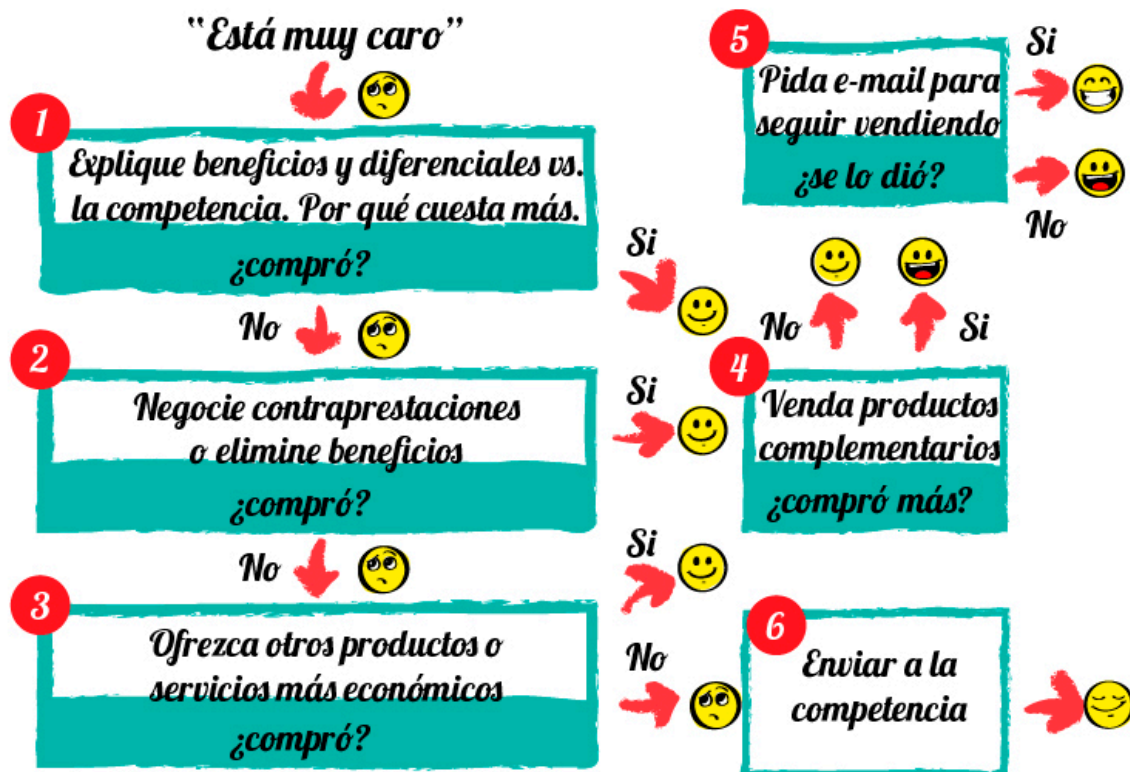 “Está muy caro”
1
Explique beneficios y diferenciales vs.
la competencia. Por qué cuesta más.
¿compró?
Si
No
2
Negocie contraprestaciones
o elimine beneficios
¿compró?
Si
No
3
Ofrezca otros productos o
servicios más económicos
¿compró?
Si
No
4
Venda productos
complementarios
¿compró más?
No
Si
5
Pida e-mail para
seguir vendiendo
¿se lo dió?
Si
No
6
Enviar a la
competencia